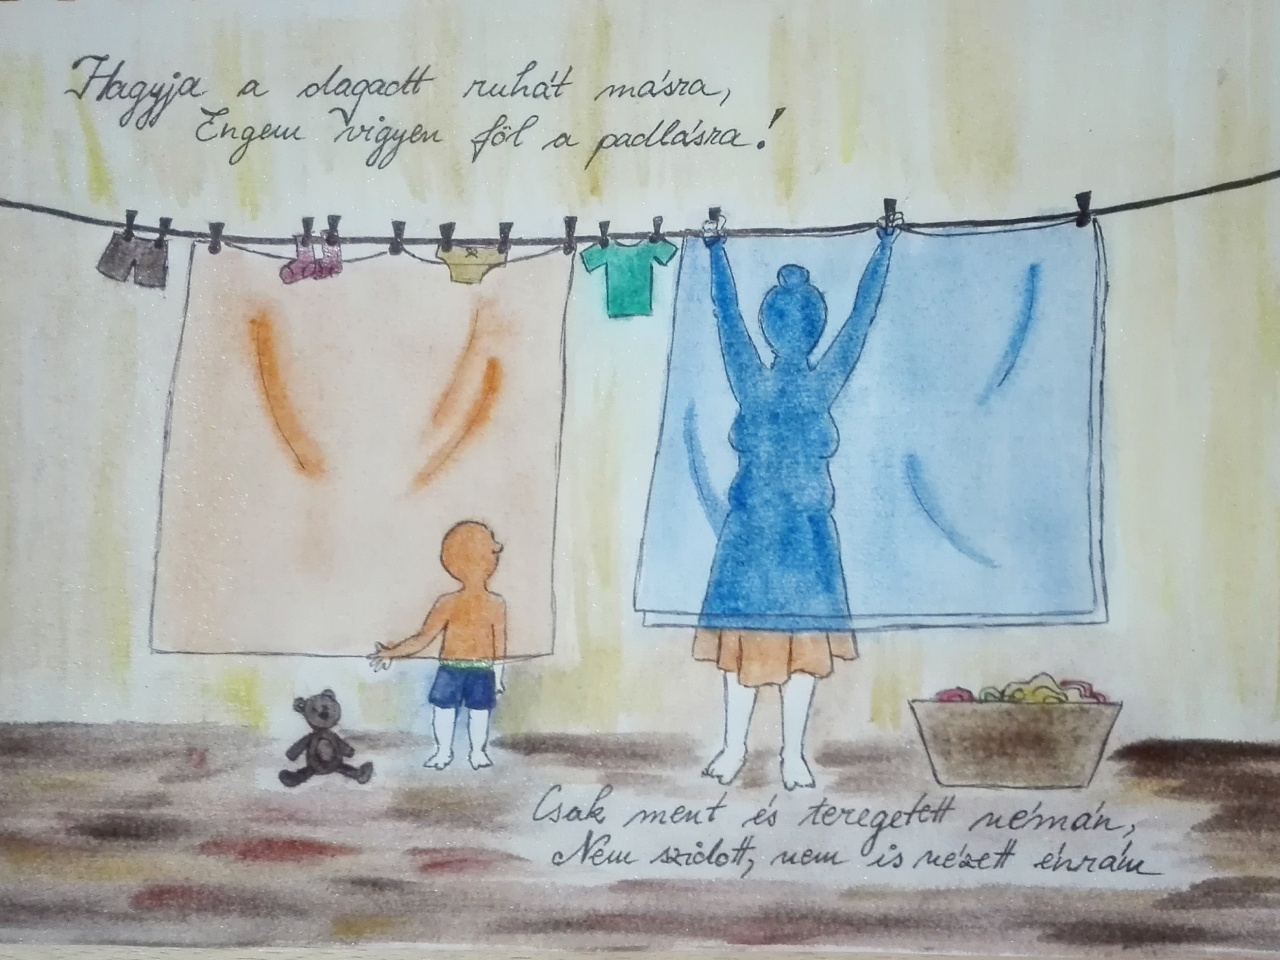 Hagyja a dagadt ruhát másra,
Engem vigyen föl a padlásra!
Csak ment és teregetett némán,
Nem szidott, nem is nézett énrám